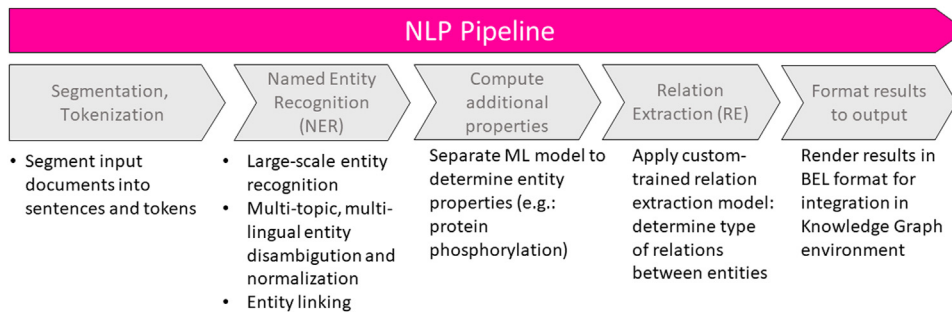 NLP Pipeline
Segmentation,
Tokenization
Named Entity
Recognition
(NER)
Compute
additional
properties
Relation
Extraction (RE)
Format results
to output
• Segment input
documents into
sentences and tokens
• Large-scale entity
recognition
• Multi-topic, multi-
lingual entity
disambigution and
normalization
• Entity linking
Separate ML model to
determine entity
properties (e.g.:
protein
phosphorylation)
Apply custom-
trained relation
extraction model:
determine type
of relations
between entities
Render results in
BEL format for
integration in
Knowledge Graph
environment